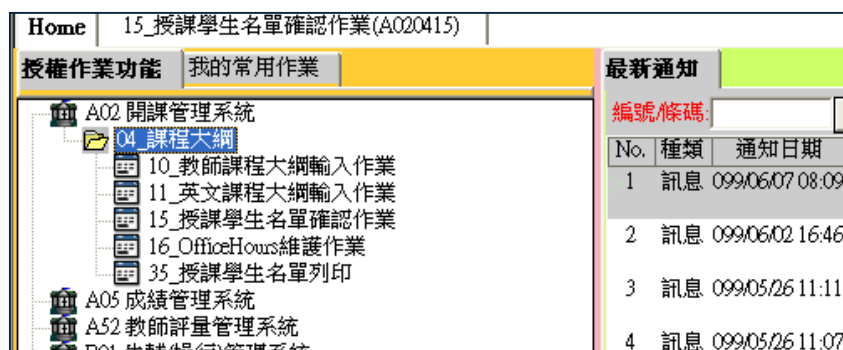 Home 15_授課學生名單確認作業(A020415)
授權作業功能 我的常用作業
A02 開課管理系統
04_課程大綱
10_教師課程大綱輸入作業
11_英文課程大綱輸入作業
15_授課學生名單確認作業
16_OfficeHours維護作業
35_授課學生名單列印
A05 成績管理系統
A52 教師評量管理系統
最新通知
編號/條碼:
No. 種類 通知日期
1 訊息 099/06/07 08:09
2 訊息 099/06/02 16:46
3 訊息 099/05/26 11:11
4 訊息 099/05/26 11:07